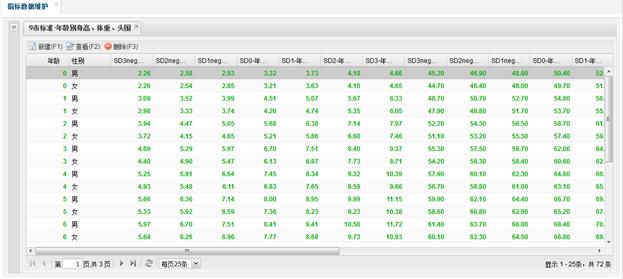 指标数据维护
9市标准-年龄别身高、体重、头围
新建(F1) 查看(F2) 删除(F3)
年龄 性别 SD3neg... SD2neg... SD1neg... SD0-年... SD1-年... SD2-年... SD3-年... SD3neg... SD2neg... SD1neg... SD0-年... SD1-年
0 男 2.26 2.58 2.93 3.32 3.73 4.18 4.66 45.20 46.90 48.60 50.40 52.
0 女 2.26 2.54 2.85 3.21 3.63 4.10 4.65 44.70 46.40 48.00 49.70 51.
1 男 3.09 3.52 3.99 4.51 5.07 5.67 6.33 48.70 50.70 52.70 54.80 56.
1 女 2.98 3.33 3.74 4.20 4.74 5.35 6.05 47.90 49.80 51.70 53.70 55.
2 男 3.94 4.47 5.05 5.68 6.38 7.14 7.97 52.20 54.30 56.50 58.70 61.
2 女 3.72 4.15 4.65 5.21 5.86 6.60 7.46 51.10 53.20 55.30 57.40 59.
3 男 4.69 5.29 5.97 6.70 7.51 8.40 9.37 55.30 57.50 59.70 62.00 64.
3 女 4.40 4.90 5.47 6.13 6.87 7.73 8.71 54.20 56.30 58.40 60.60 62.
4 男 5.25 5.91 6.64 7.45 8.34 9.32 10.39 57.90 60.10 62.30 64.60 66.
4 女 4.93 5.48 6.11 6.83 7.65 8.59 9.66 56.70 58.80 61.00 63.10 65.
5 男 5.66 6.36 7.14 8.00 8.95 9.99 11.15 59.90 62.10 64.40 66.70 69.
5 女 5.33 5.92 6.59 7.36 8.23 9.23 10.38 58.60 60.80 62.90 65.20 67.
6 男 5.97 6.70 7.51 8.41 9.41 10.50 11.72 61.40 63.70 66.00 68.40 70.
6 女 5.64 6.26 6.96 7.77 8.68 9.73 10.93 60.10 62.30 64.50 66.80 69.
第 1 页,共 3 页 每页25条 显示 1 - 25条，共 72 条